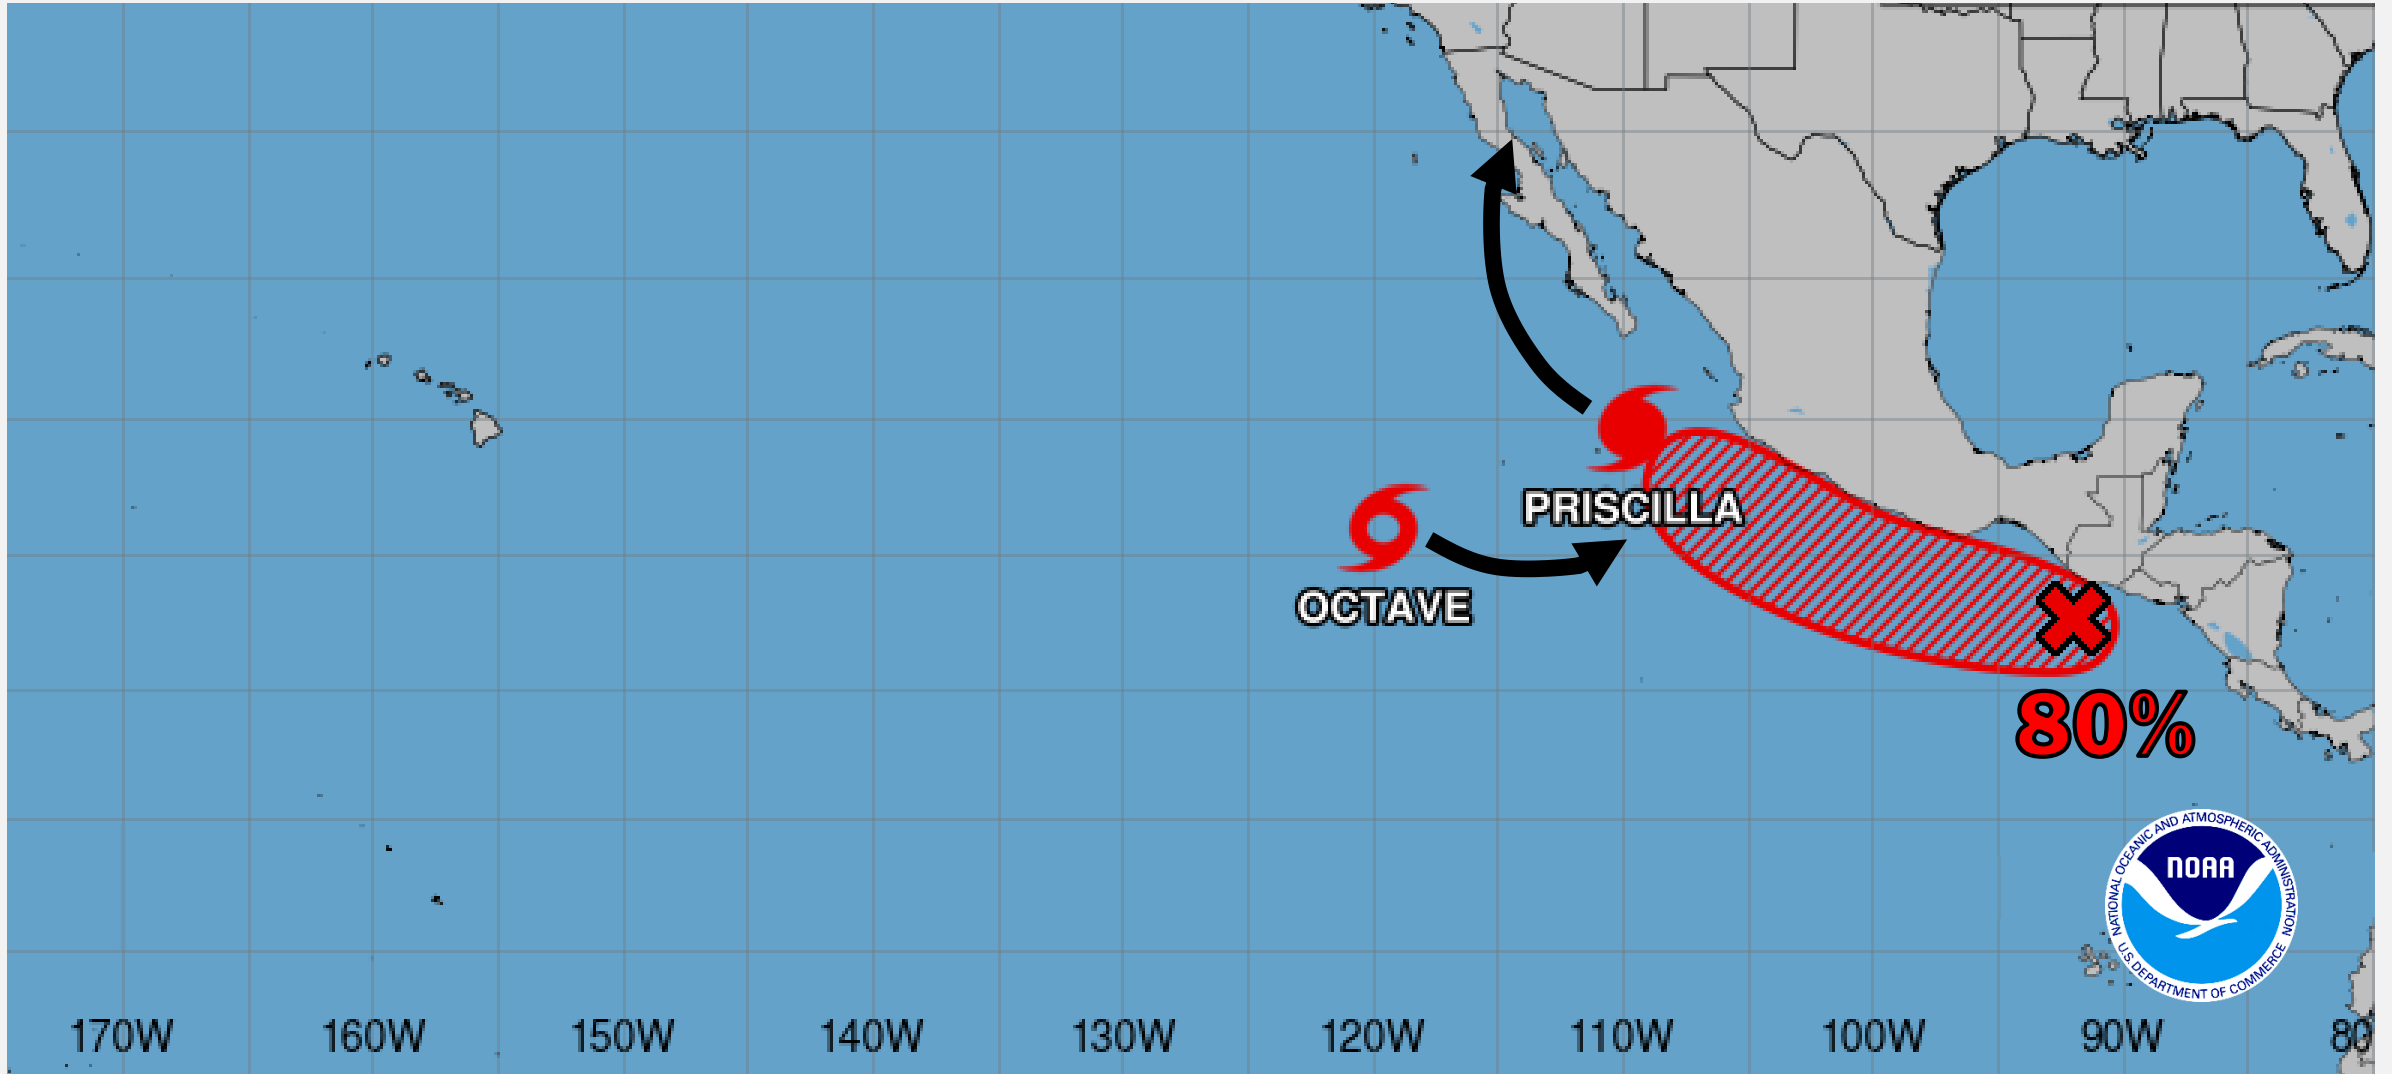 PRISCILLA
OCTAVE
80%
NATIONAL OCEANIC AND ATMOSPHERIC ADMINISTRATION
NOAA
U.S. DEPARTMENT OF COMMERCE
170W 160W 150W 140W 130W 120W 110W 100W 90W 80